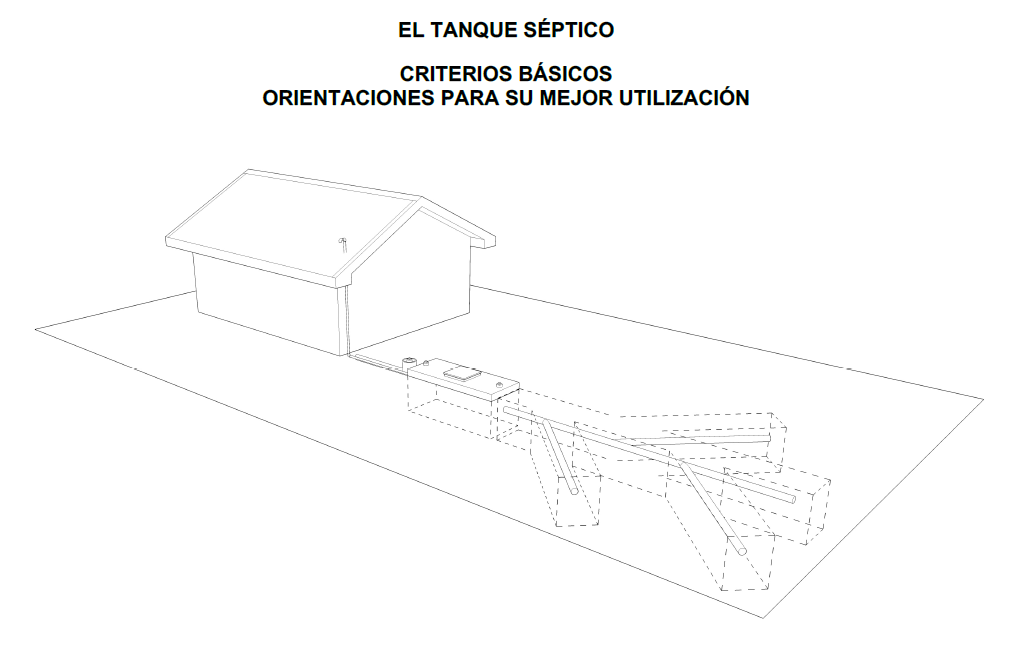 EL TANQUE SÉPTICO
CRITERIOS BÁSICOS
ORIENTACIONES PARA SU MEJOR UTILIZACIÓN